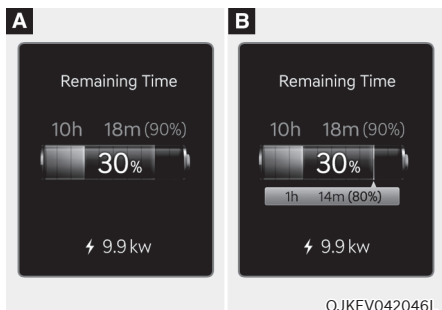 A
Remaining Time
10h 18m (90%)
30%
9.9 kw
B
Remaining Time
10h 18m (90%)
30%
1h 14m (80%)
9.9 kw
OJKEV042046L